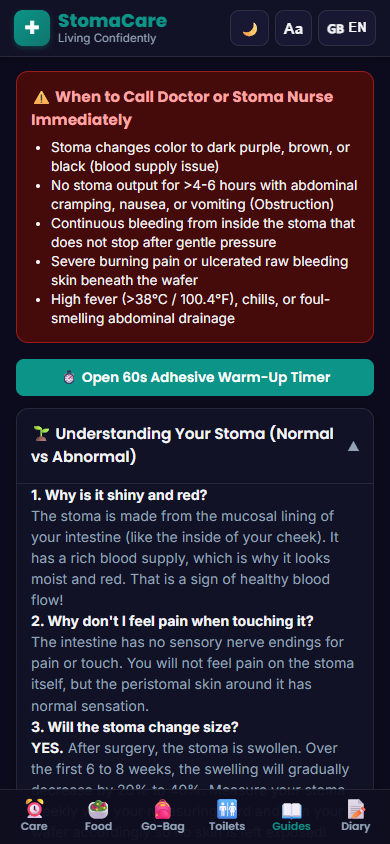 StomaCare
Living Confidently
Aa
GB EN
When to Call Doctor or Stoma Nurse
Immediately
Stoma changes color to dark purple, brown, or
black (blood supply issue)
No stoma output for >4-6 hours with abdominal
cramping, nausea, or vomiting (Obstruction)
Continuous bleeding from inside the stoma that
does not stop after gentle pressure
Severe burning pain or ulcerated raw bleeding
skin beneath the wafer
High fever (>38°C / 100.4°F), chills, or foul-
smelling abdominal drainage
Open 60s Adhesive Warm-Up Timer
Understanding Your Stoma (Normal
vs Abnormal)
1. Why is it shiny and red?
The stoma is made from the mucosal lining of
your intestine (like the inside of your cheek). It
has a rich blood supply, which is why it looks
moist and red. That is a sign of healthy blood
flow!
2. Why don't I feel pain when touching it?
The intestine has no sensory nerve endings for
pain or touch. You will not feel pain on the stoma
itself, but the peristomal skin around it has
normal sensation.
3. Will the stoma change size?
YES. After surgery, the stoma is swollen. Over
the first 6 to 8 weeks, the swelling will gradually
decrease by 20% to 40%. Measure your stoma
Care
Food
Go-Bag
Toilets
Guides
Diary